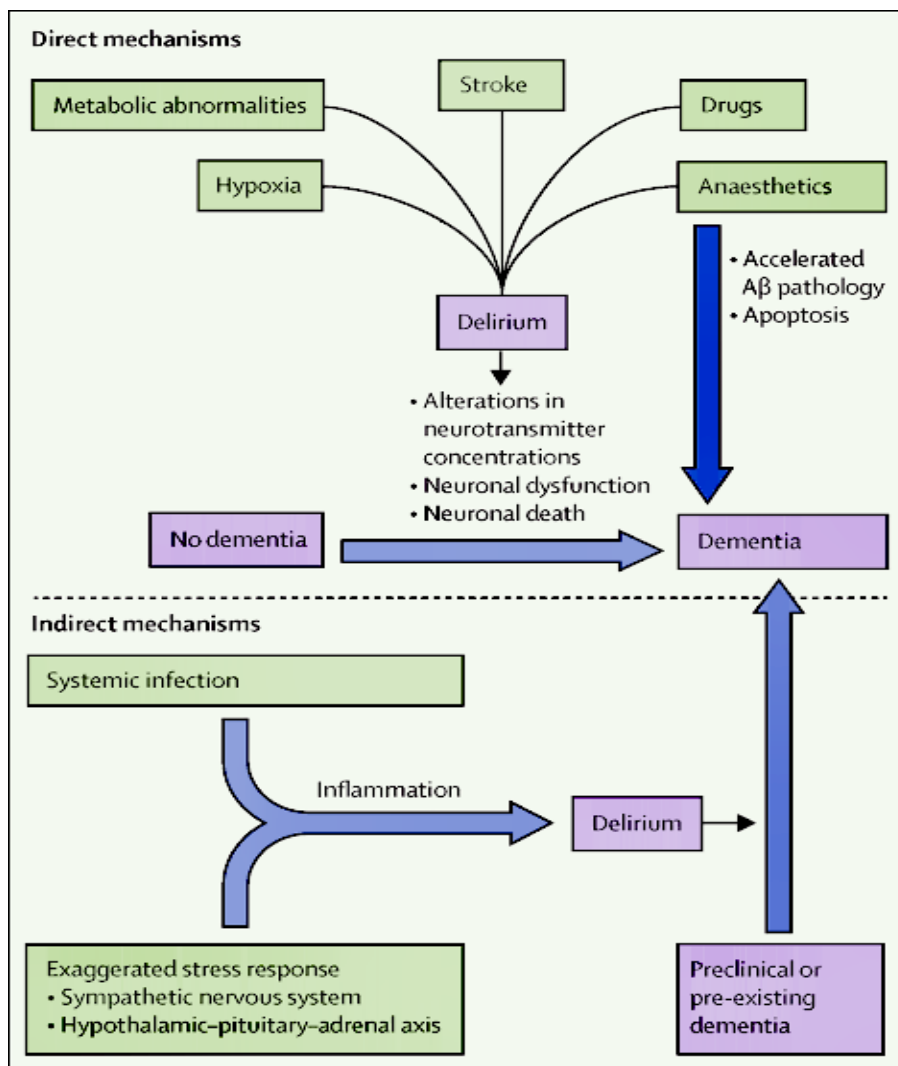 Direct mechanisms
Stroke
Metabolic abnormalities
Drugs
Hypoxia
Anaesthetics
• Accelerated
Aβ pathology
• Apoptosis
Delirium
• Alterations in
neurotransmitter
concentrations
• Neuronal dysfunction
• Neuronal death
No dementia
Dementia
Indirect mechanisms
Systemic infection
Inflammation
Delirium
Exaggerated stress response
• Sympathetic nervous system
• Hypothalamic–pituitary–adrenal axis
Preclinical or
pre-existing
dementia